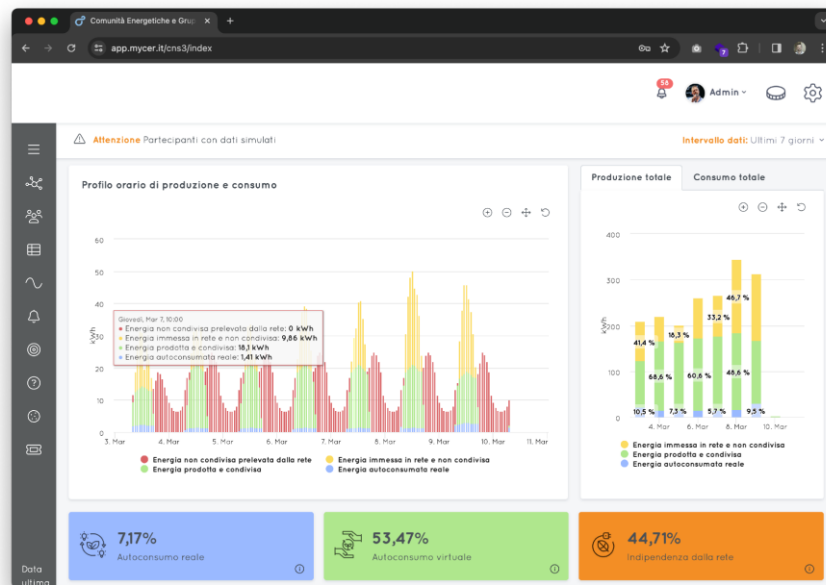 Comunità Energetiche e Gru
app.mycer.it/cns3/index
7
58
Admin
Attenzione Partecipanti con dati simulati
Intervallo dati: Ultimi 7 giorni
Profilo orario di produzione e consumo
Produzione totale
Consumo totale
60
50
40
30
20
10
0
kWh
Giovedì, Mar 7, 10:00
Energia non condivisa prelevata dalla rete: 0 kWh
Energia immessa in rete e non condivisa: 9,86 kWh
Energia prodotta e condivisa: 18,1 kWh
Energia autoconsumata reale: 1,41 kWh
3. Mar
4. Mar
5. Mar
6. Mar
7. Mar
8. Mar
9. Mar
10. Mar
11. Mar
Energia non condivisa prelevata dalla rete
Energia immessa in rete e non condivisa
Energia prodotta e condivisa
Energia autoconsumata reale
400
300
200
100
0
kWh
41,4 %
68,6 %
18,3 %
60,6 %
33,2 %
46,7 %
46,6 %
10,5 %
7,3 %
5,7 %
9,5 %
4. Mar
6. Mar
8. Mar
10. Mar
Energia immessa in rete e non condivisa
Energia prodotta e condivisa
Energia autoconsumata reale
7,17%
Autoconsumo reale
53,47%
Autoconsumo virtuale
44,71%
Indipendenza dalla rete
Data
ultima